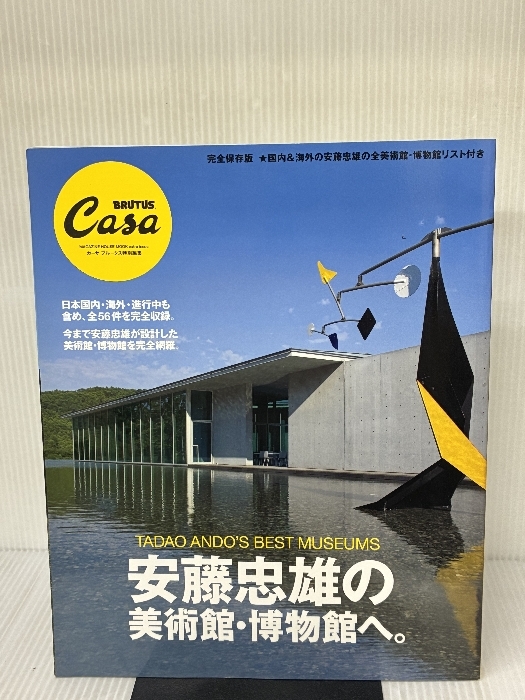 完全保存版 ★国内&海外の安藤忠雄の全美術館・博物館リスト付き
BRUTUS
Casa
MAGAZINE HOUSE MOOK extra issue
カーサ ブルータス特別編集
日本国内・海外・進行中も
含め、全56件を完全収録。
今まで安藤忠雄が設計した
美術館・博物館を完全網羅。
TADAO ANDO'S BEST MUSEUMS
安藤忠雄の
美術館・博物館へ。